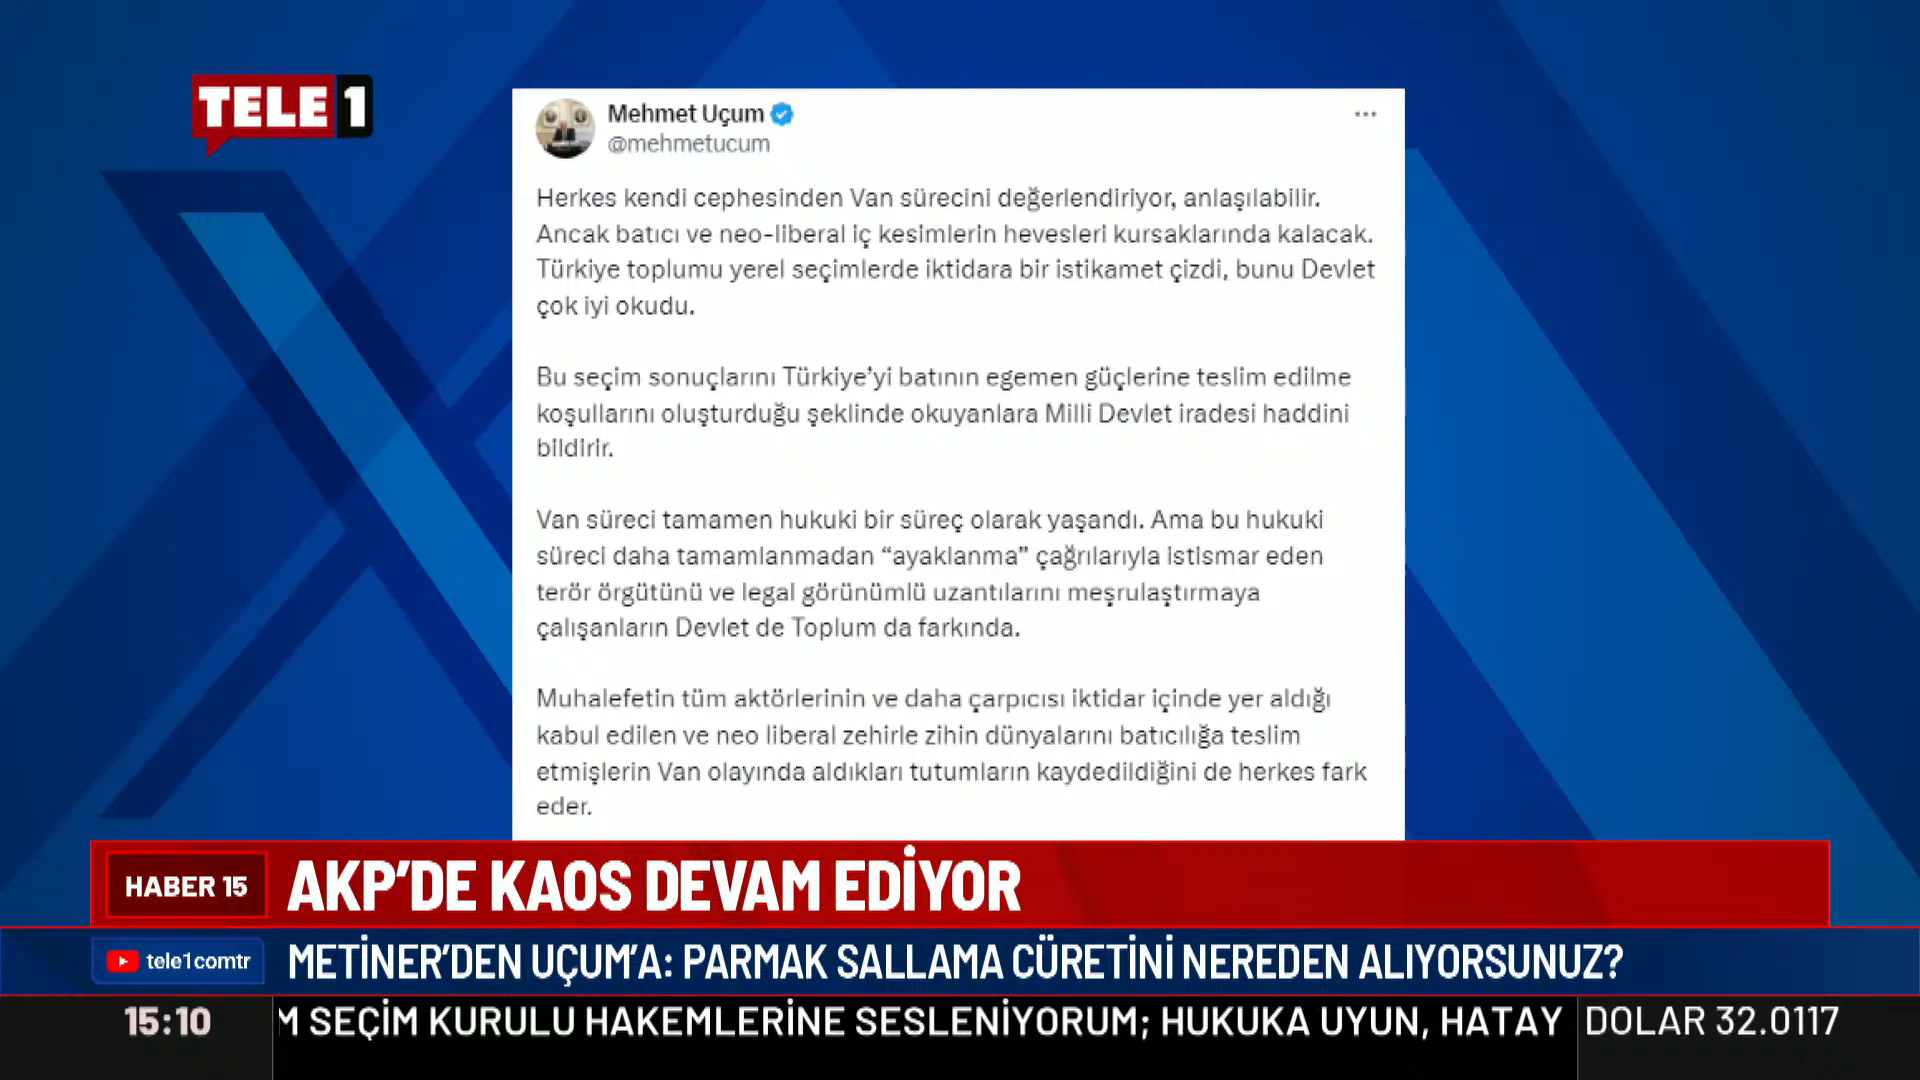 TELE 1
Mehmet Uçum
@mehmetucum
Herkes kendi cephesinden Van sürecini değerlendiriyor, anlaşılabilir.
Ancak batıcı ve neo-liberal iç kesimlerin hevesleri kursaklarında kalacak.
Türkiye toplumu yerel seçimlerde iktidara bir istikamet çizdi, bunu Devlet
çok iyi okudu.
Bu seçim sonuçlarını Türkiye’yi batının egemen güçlerine teslim edilme
koşullarını oluşturduğu şeklinde okuyanlara Milli Devlet iradesi haddini
bildirir.
Van süreci tamamen hukuki bir süreç olarak yaşandı. Ama bu hukuki
süreci daha tamamlanmadan “ayaklanma” çağrılarıyla istismar eden
terör örgütünü ve legal görünümlü uzantılarını meşrulaştırmaya
çalışanların Devlet de Toplum da farkında.
Muhalefetin tüm aktörlerinin ve daha çarpıcısı iktidar içinde yer aldığı
kabul edilen ve neo liberal zehirle zihin dünyalarını batıcılığa teslim
etmişlerin Van olayında aldıkları tutumların kaydedildiğini de herkes fark
eder.
HABER 15
AKP’DE KAOS DEVAM EDİYOR
tele1comtr
METİNER’DEN UÇUM’A: PARMAK SALLAMA CÜRETİNİ NEREDEN ALIYORSUNUZ?
15:10
M SEÇİM KURULU HAKEMLERİNE SESLENİYORUM; HUKUKA UYUN, HATAY
DOLAR 32.0117